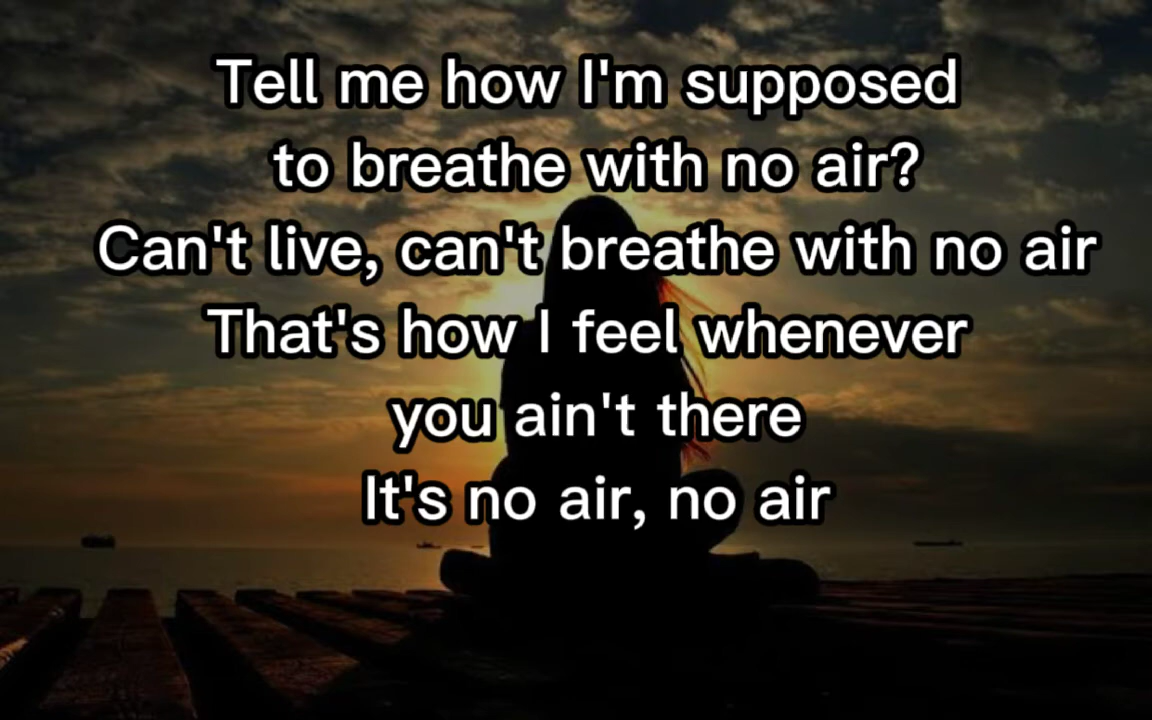 Tell me how I'm supposed
to breathe with no air?
Can't live, can't breathe with no air
That's how I feel whenever
you ain't there
It's no air, no air